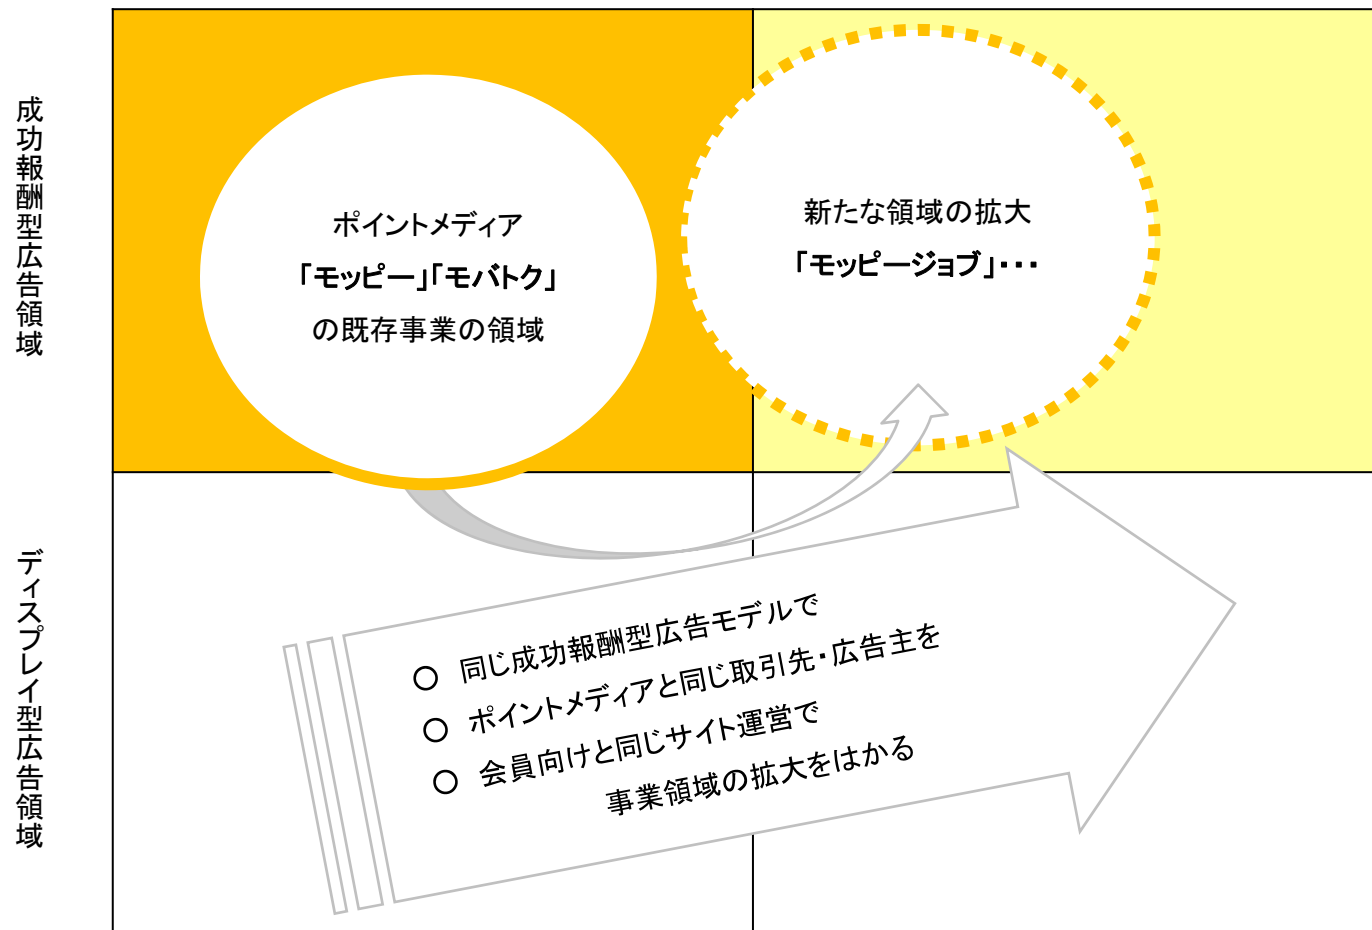 成功報酬型広告領域
ポイントメディア
「モッピー」「モバトク」
の既存事業の領域
新たな領域の拡大
「モッピージョブ」・・・
ディスプレイ型広告領域
○ 同じ成功報酬型広告モデルで
○ ポイントメディアと同じ取引先・広告主を
○ 会員向けと同じサイト運営で
事業領域の拡大をはかる